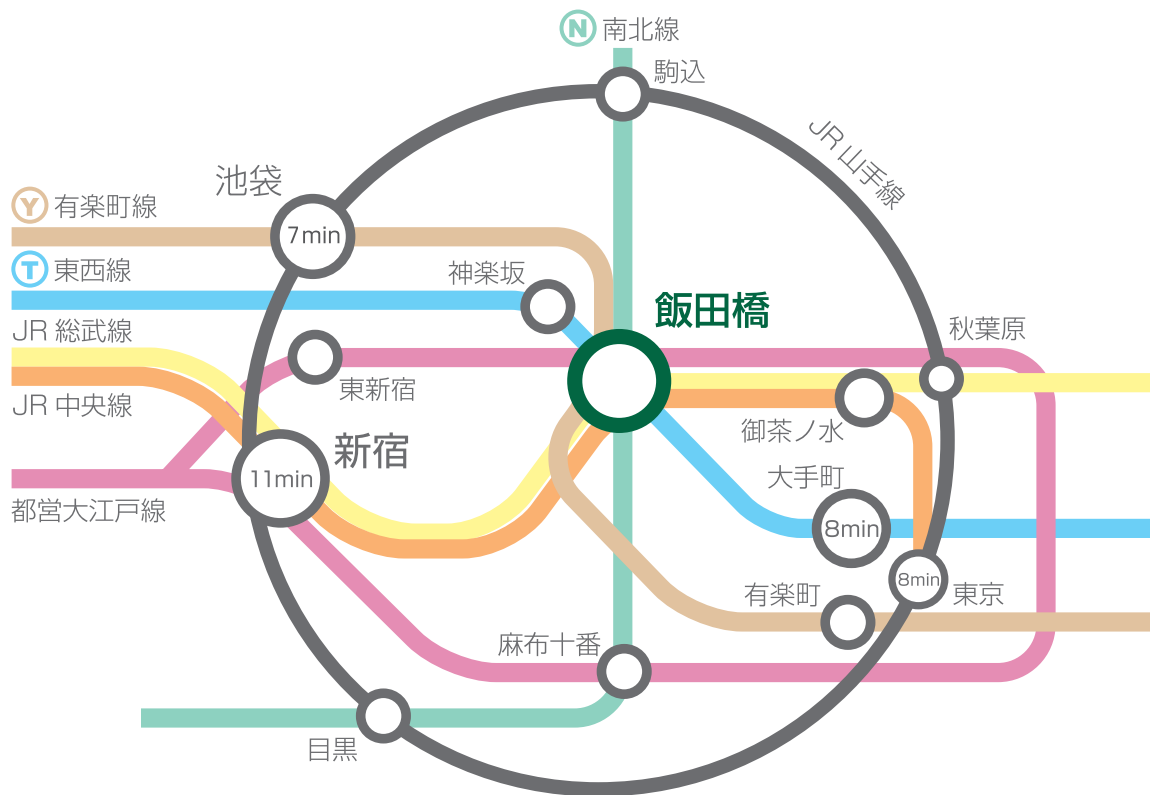 N 南北線
駒込
JR 山手線
池袋
7min
Y 有楽町線
T 東西線
神楽坂
飯田橋
JR 総武線
秋葉原
東新宿
JR 中央線
御茶ノ水
新宿
11min
大手町
8min
都営大江戸線
8min
東京
有楽町
麻布十番
目黒